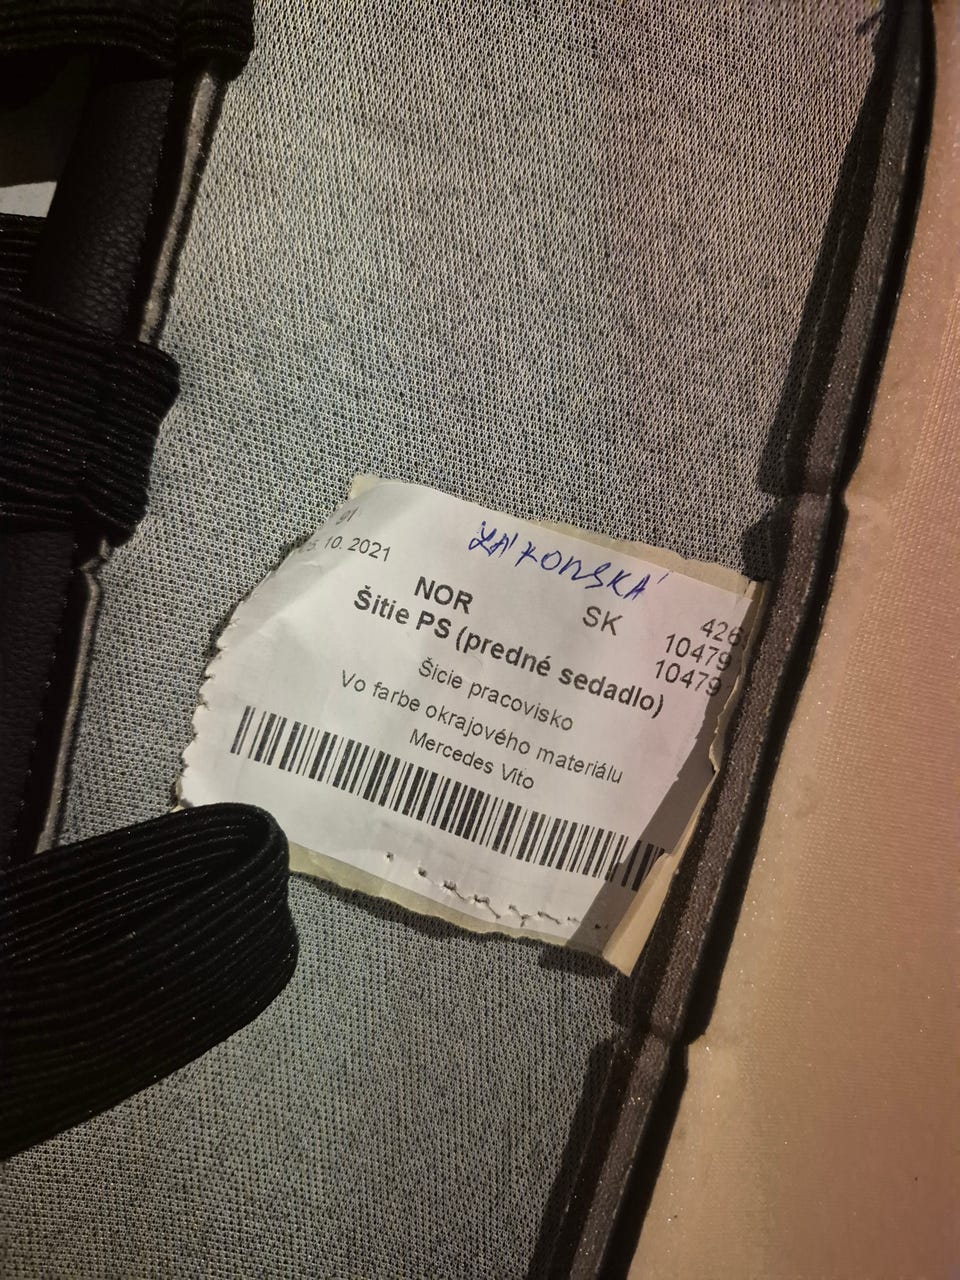 91
5. 10. 2021
ZÁKONSKÁ
NOR SK 426
Šitie PS (predné sedadlo) 10479
10479
Šicie pracovisko
Vo farbe okrajového materiálu
Mercedes Vito